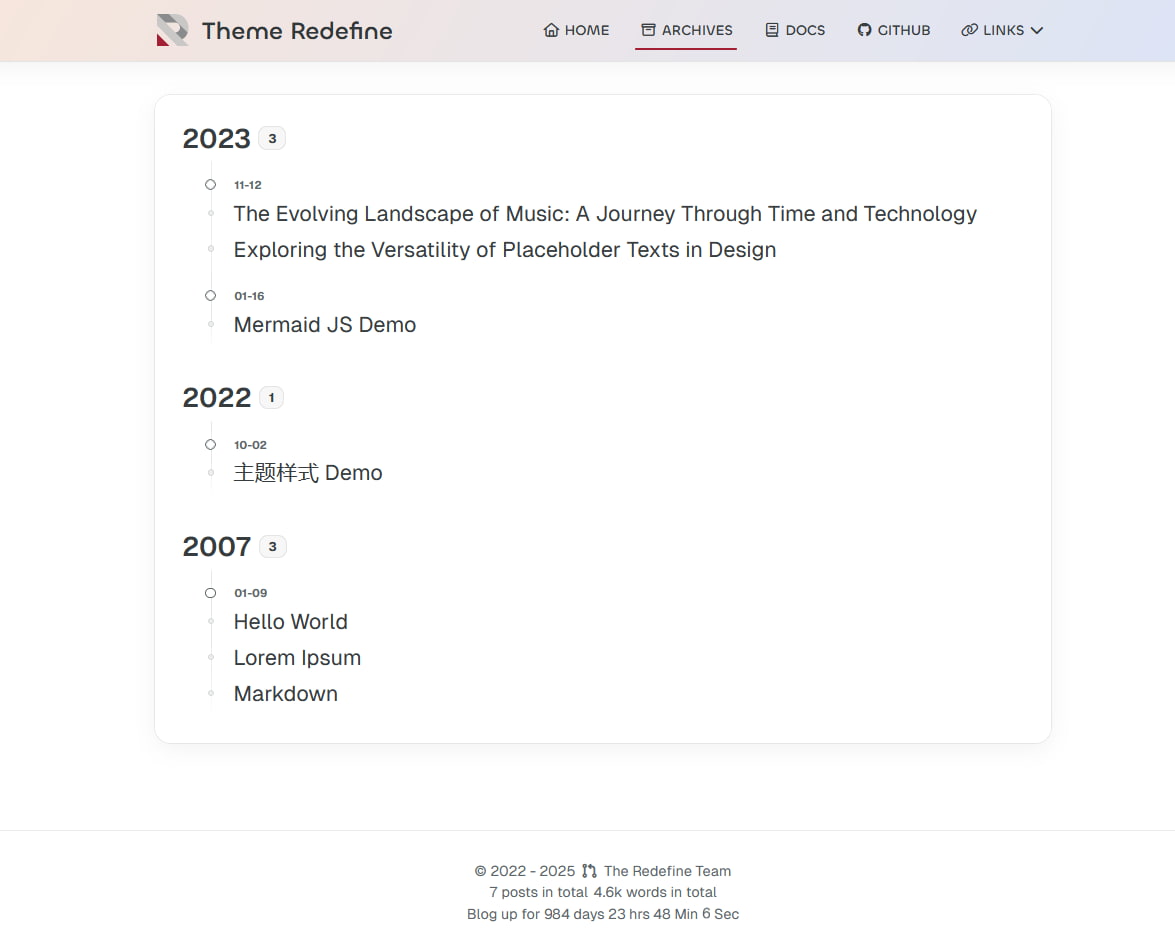 Theme Redefine
HOME ARCHIVES DOCS GITHUB LINKS
2023 3
11-12
The Evolving Landscape of Music: A Journey Through Time and Technology
Exploring the Versatility of Placeholder Texts in Design
01-16
Mermaid JS Demo
2022 1
10-02
主题样式 Demo
2007 3
01-09
Hello World
Lorem Ipsum
Markdown
© 2022 - 2025 The Redefine Team
7 posts in total 4.6k words in total
Blog up for 984 days 23 hrs 48 Min 6 Sec